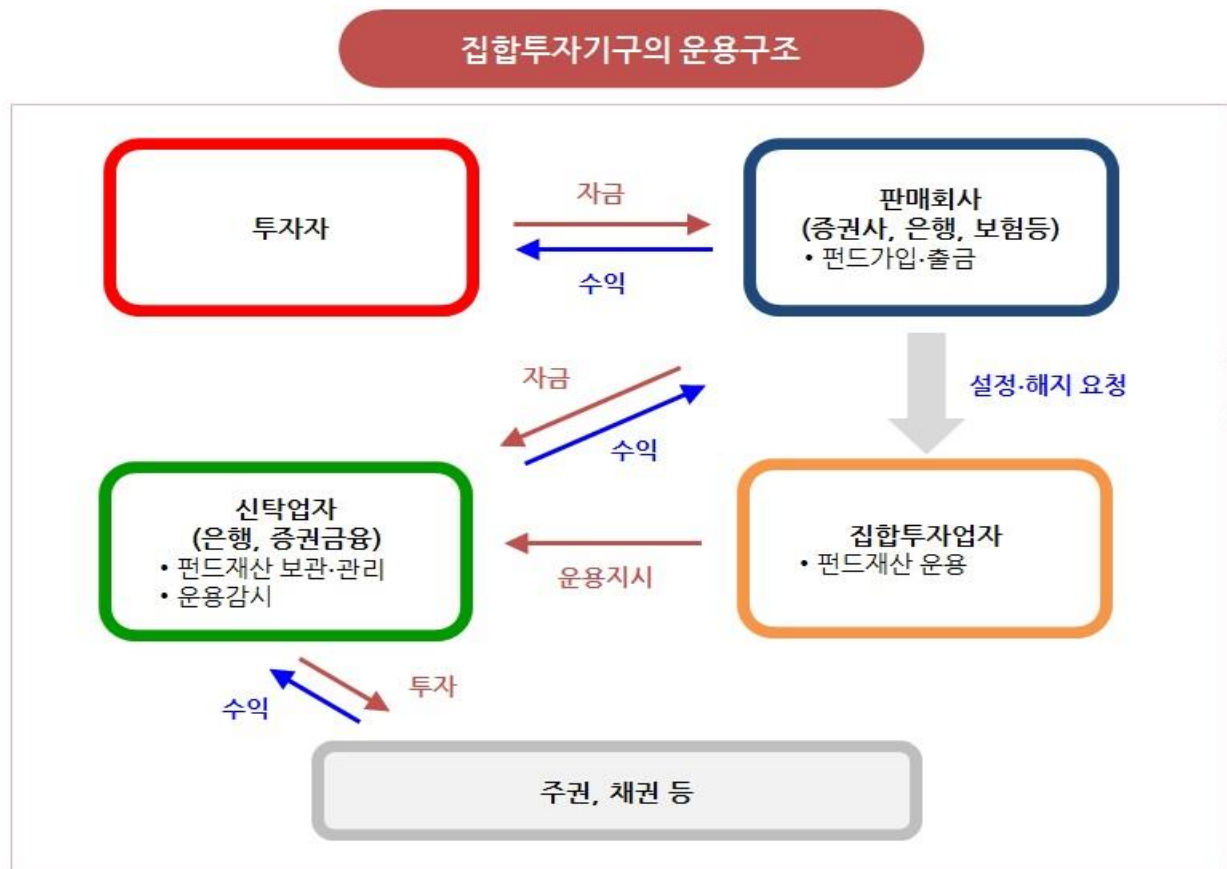 집합투자기구의 운용구조
투자자
자금
수익
판매회사
(증권사, 은행, 보험등)
• 펀드가입·출금
자금
수익
설정·해지 요청
신탁업자
(은행, 증권금융)
• 펀드재산 보관·관리
• 운용감시
운용지시
집합투자업자
• 펀드재산 운용
수익
투자
주권, 채권 등